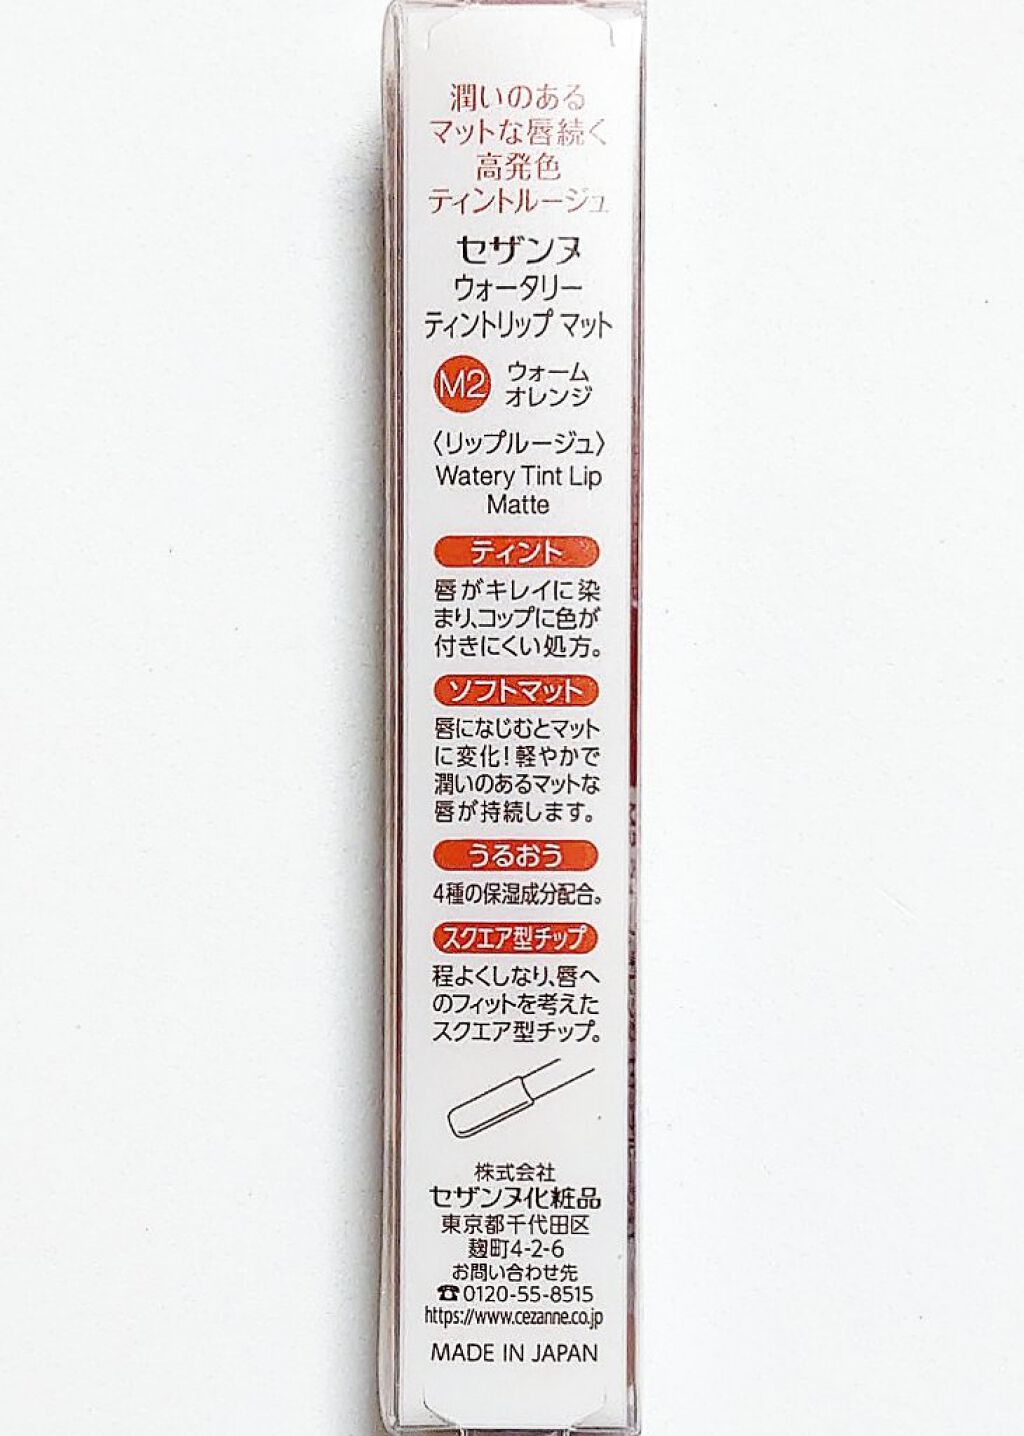 潤いのある
マットな唇続く
高発色
ティントルージュ
セザンヌ
ウォータリー
ティントリップ マット
M2
ウォーム
オレンジ
〈リップルージュ〉
Watery Tint Lip
Matte
ティント
唇がキレイに染
まり、コップに色が
付きにくい処方。
ソフトマット
唇になじむとマット
に変化!軽やかで
潤いのあるマットな
唇が持続します。
うるおう
4種の保湿成分配合。
スクエア型チップ
程よくしなり、唇へ
のフィットを考えた
スクエア型チップ。
株式会社
セザンヌ化粧品
東京都千代田区
麹町4-2-6
お問い合わせ先
☎0120-55-8515
https://www.cezanne.co.jp
MADE IN JAPAN